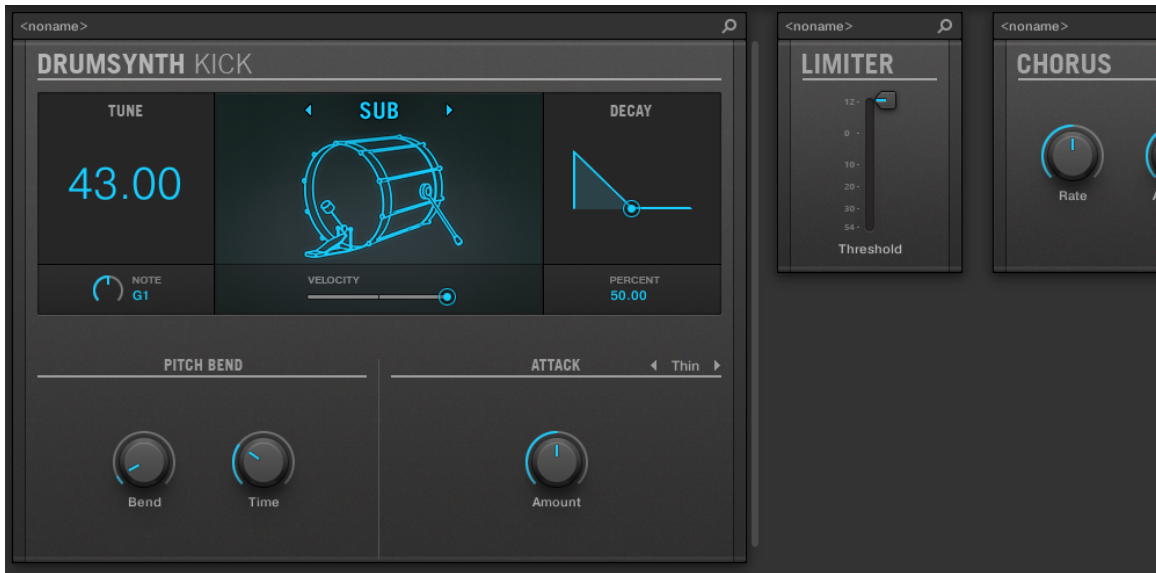 <noname>
DRUMSYNTH KICK
TUNE
SUB
DECAY
43.00
NOTE
G1
VELOCITY
PERCENT
50.00
PITCH BEND
ATTACK
Thin
Bend
Time
Amount
<noname>
LIMITER
12-
0 -
10-
20-
30-
54-
Threshold
<noname>
CHORUS
Rate